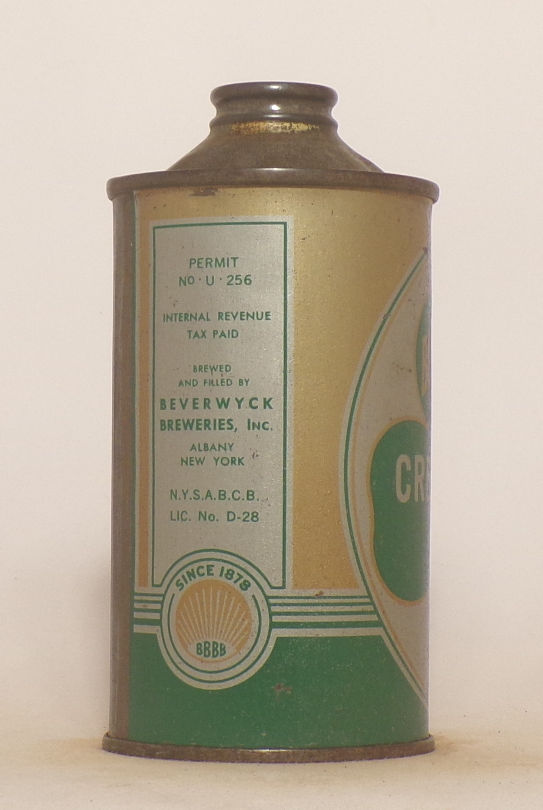 PERMIT
NO · U · 256
INTERNAL REVENUE
TAX PAID
BREWED
AND FILLED BY
BEVERWYCK
BREWERIES, INC.
ALBANY
NEW YORK
N.Y.S.A.B.C.B.
LIC. No. D-28
SINCE 1878
BBBB
CR